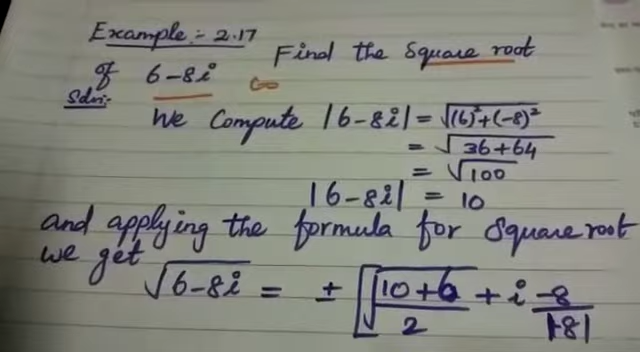 Example:- 2.17 Find the Square root
of 6-8i
Soln:-
We Compute |6-8i| = √(6)²+(-8)²
= √36+64
= √100
|6-8i| = 10
and applying the formula for Square root
we get
√6-8i = ± [√10+6/2 + i -8/|-8|